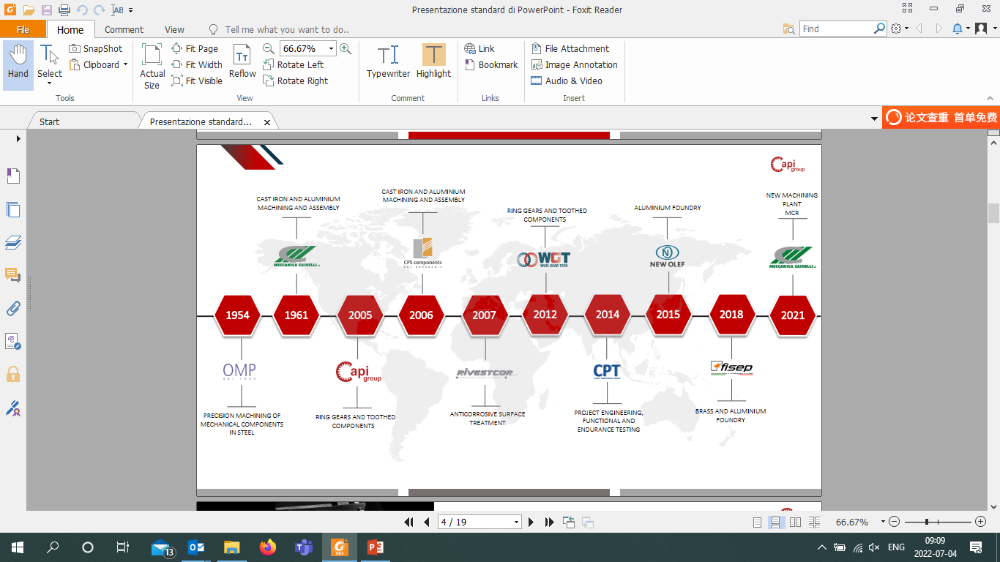 Presentazione standard di PowerPoint - Foxit Reader
File
Home
Comment
View
Tell me what you want to do..
Find
Hand
Select
SnapShot
Clipboard
Actual
Size
Fit Page
Fit Width
Fit Visible
Reflow
66.67%
Rotate Left
Rotate Right
Typewriter
Highlight
Link
Bookmark
File Attachment
Image Annotation
Audio & Video
Tools
View
Comment
Links
Insert
Start
Presentazione standard...
论文查重 首单免费
Capi
group
CAST IRON AND ALUMINIUM
MACHINING AND ASSEMBLY
CAST IRON AND ALUMINIUM
MACHINING AND ASSEMBLY
RING GEARS AND TOOTHED
COMPONENTS
ALUMINIUM FOUNDRY
NEW MACHINING
PLANT
MCR
MECCANICA CAINELLI
CPS components
WGT
WUXI GEAR TECH
NEW OLEF
MECCANICA CAINELLI
1954
1961
2005
2006
2007
2012
2014
2015
2018
2021
OMP
Capi
group
RIVESTCOR
CPT
fisep
PRECISION MACHINING OF
MECHANICAL COMPONENTS
IN STEEL
RING GEARS AND TOOTHED
COMPONENTS
ANTICORROSIVE SURFACE
TREATMENT
PROJECT ENGINEERING,
FUNCTIONAL AND
ENDURANCE TESTING
BRASS AND ALUMINIUM
FOUNDRY
4 / 19
66.67%
13
ENG
09:09
2022-07-04